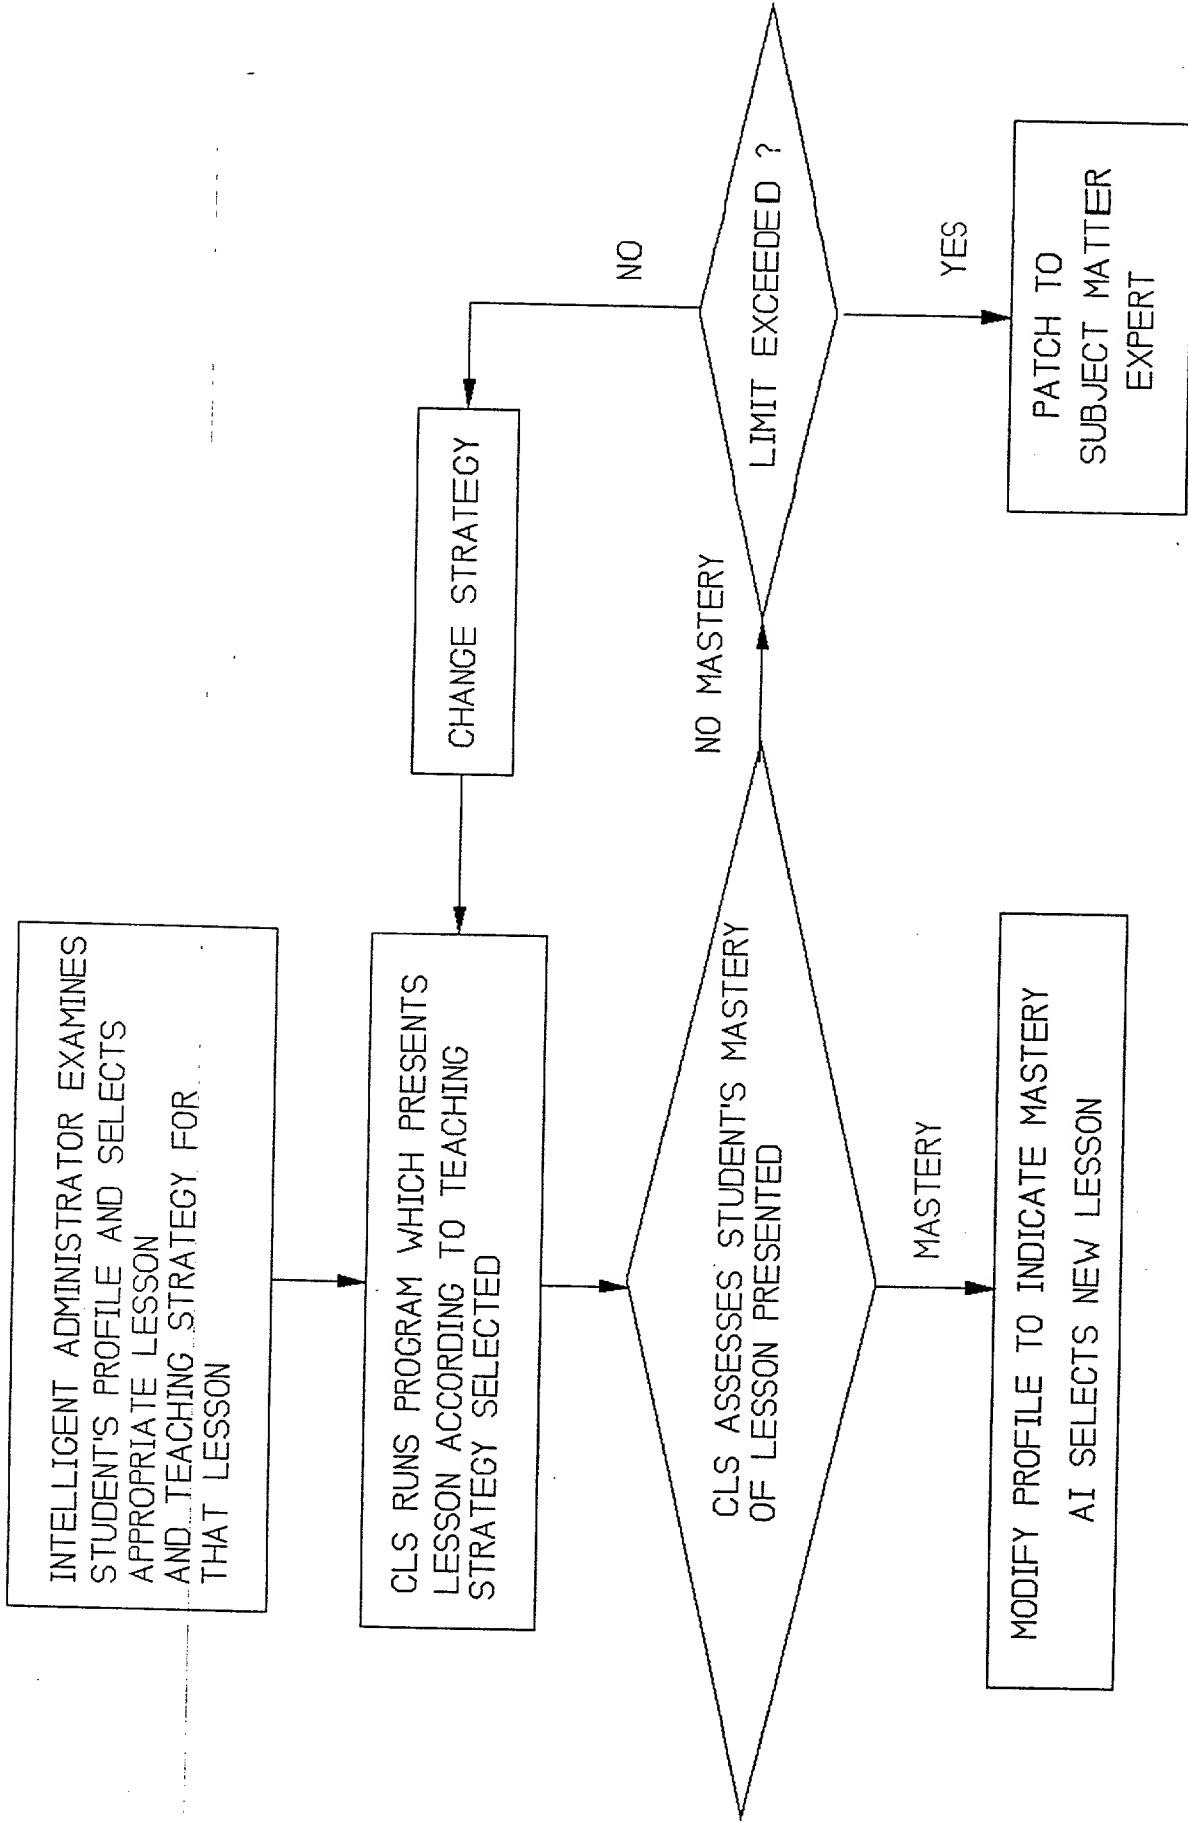 INTELLIGENT ADMINISTRATOR EXAMINES
STUDENT'S PROFILE AND SELECTS
APPROPRIATE LESSON
AND TEACHING STRATEGY FOR
THAT LESSON
CLS RUNS PROGRAM WHICH PRESENTS
LESSON ACCORDING TO TEACHING
STRATEGY SELECTED
CHANGE STRATEGY
NO
CLS ASSESSES STUDENT'S MASTERY
OF LESSON PRESENTED
NO MASTERY
LIMIT EXCEEDED ?
MASTERY
YES
MODIFY PROFILE TO INDICATE MASTERY
AI SELECTS NEW LESSON
PATCH TO
SUBJECT MATTER
EXPERT